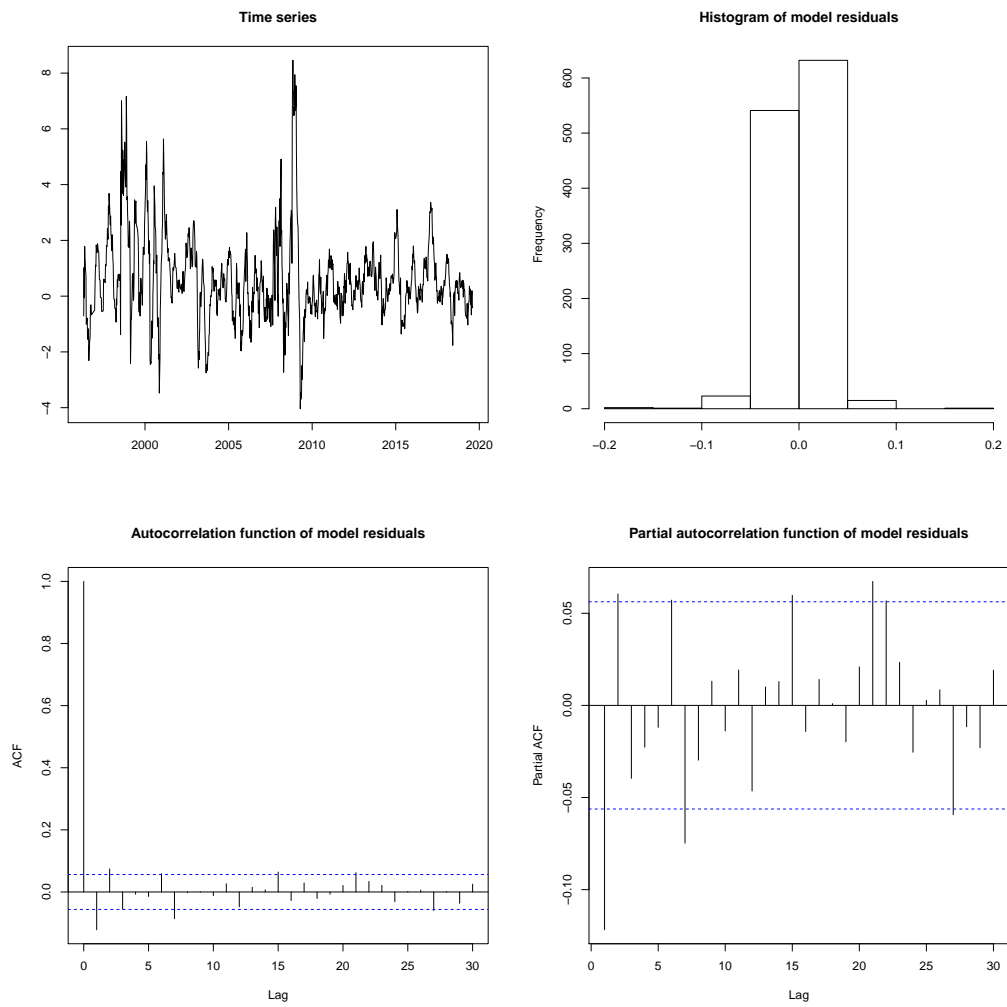 Time series
8
6
4
2
0
−2
−4
2000 2005 2010 2015 2020
Histogram of model residuals
Frequency
600
500
400
300
200
100
0
−0.2 −0.1 0.0 0.1 0.2
Autocorrelation function of model residuals
ACF
1.0
0.8
0.6
0.4
0.2
0.0
0 5 10 15 20 25 30
Lag
Partial autocorrelation function of model residuals
Partial ACF
0.05
0.00
−0.05
−0.10
0 5 10 15 20 25 30
Lag